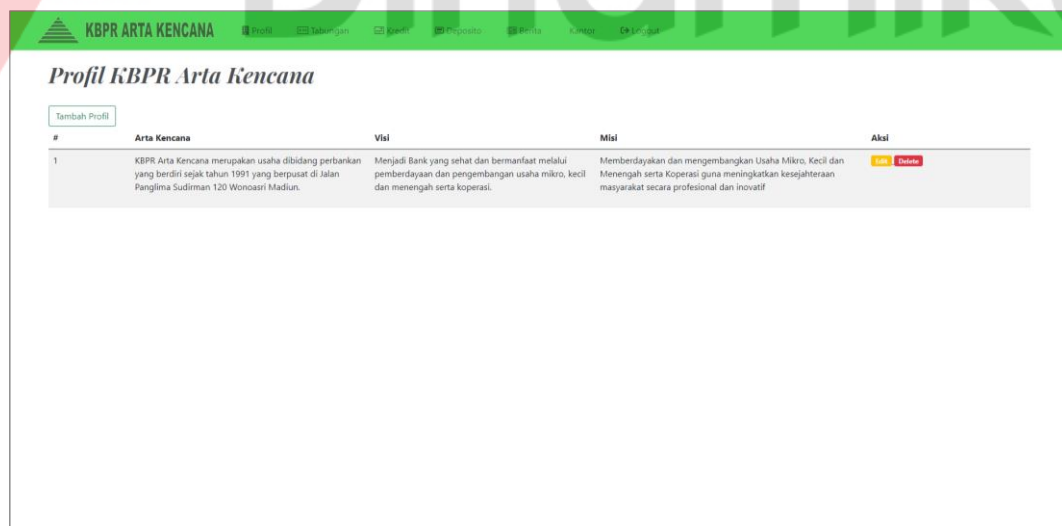 KBPR ARTA KENCANA Profil Tabungan Kredit Deposito Berita Kantor Logout
Profil KBPR Arta Kencana
Tambah Profil
# Arta Kencana Visi Misi Aksi
1 KBPR Arta Kencana merupakan usaha dibidang perbankan Menjadi Bank yang sehat dan bermanfaat melalui Memberdayakan dan mengembangkan Usaha Mikro, Kecil dan Edit Delete
yang berdiri sejak tahun 1991 yang berpusat di Jalan pemberdayaan dan pengembangan usaha mikro, kecil Menengah serta Koperasi guna meningkatkan kesejahteraan
Panglima Sudirman 120 Wonoasri Madiun. dan menengah serta koperasi. masyarakat secara profesional dan inovatif